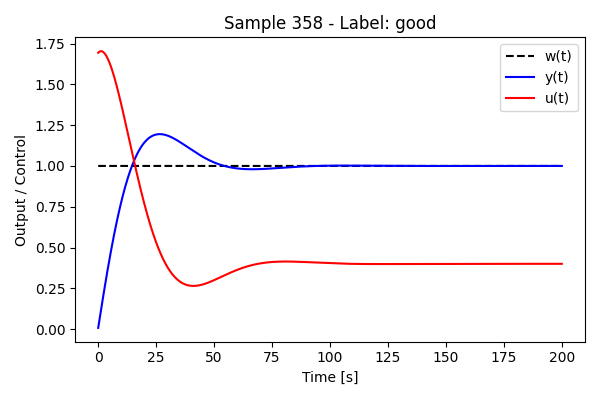 Sample 358 - Label: good
w(t)
y(t)
u(t)
Output / Control
1.75
1.50
1.25
1.00
0.75
0.50
0.25
0.00
0 25 50 75 100 125 150 175 200
Time [s]